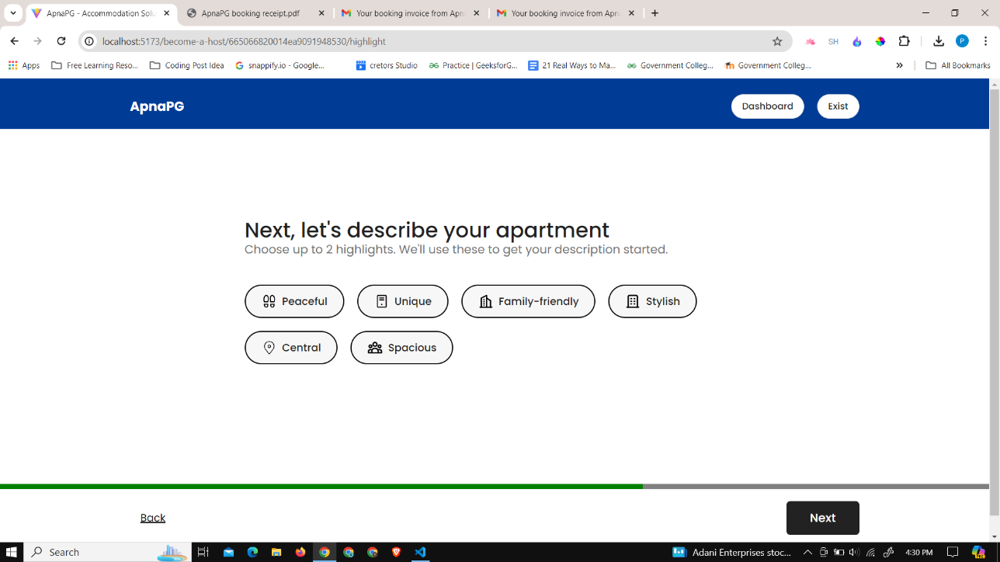 ApnaPG - Accommodation Solu
ApnaPG booking receipt.pdf
Your booking invoice from Apn
Your booking invoice from Apn
localhost:5173/become-a-host/665066820014ea9091948530/highlight
SH
P
Apps
Free Learning Reso...
Coding Post Idea
snappify.io - Google...
cretors Studio
Practice | GeeksforG...
21 Real Ways to Ma...
Government Colleg...
Government Colleg...
All Bookmarks
ApnaPG
Dashboard
Exist
Next, let's describe your apartment
Choose up to 2 highlights. We'll use these to get your description started.
Peaceful
Unique
Family-friendly
Stylish
Central
Spacious
Back
Next
Search
Adani Enterprises stoc...
4:30 PM